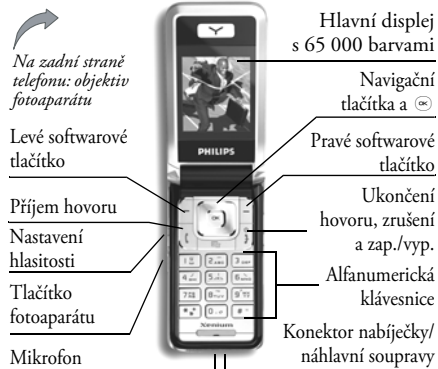 Na zadní straně
telefonu: objektiv
fotoaparátu
Levé softwarové
tlačítko
Příjem hovoru
Nastavení
hlasitosti
Tlačítko
fotoaparátu
Mikrofon
PHILIPS
Xenium
Hlavní displej
s 65 000 barvami
Navigační
tlačítka a ok
Pravé softwarové
tlačítko
Ukončení
hovoru, zrušení
a zap./vyp.
Alfanumerická
klávesnice
Konektor nabíječky/
náhlavní soupravy